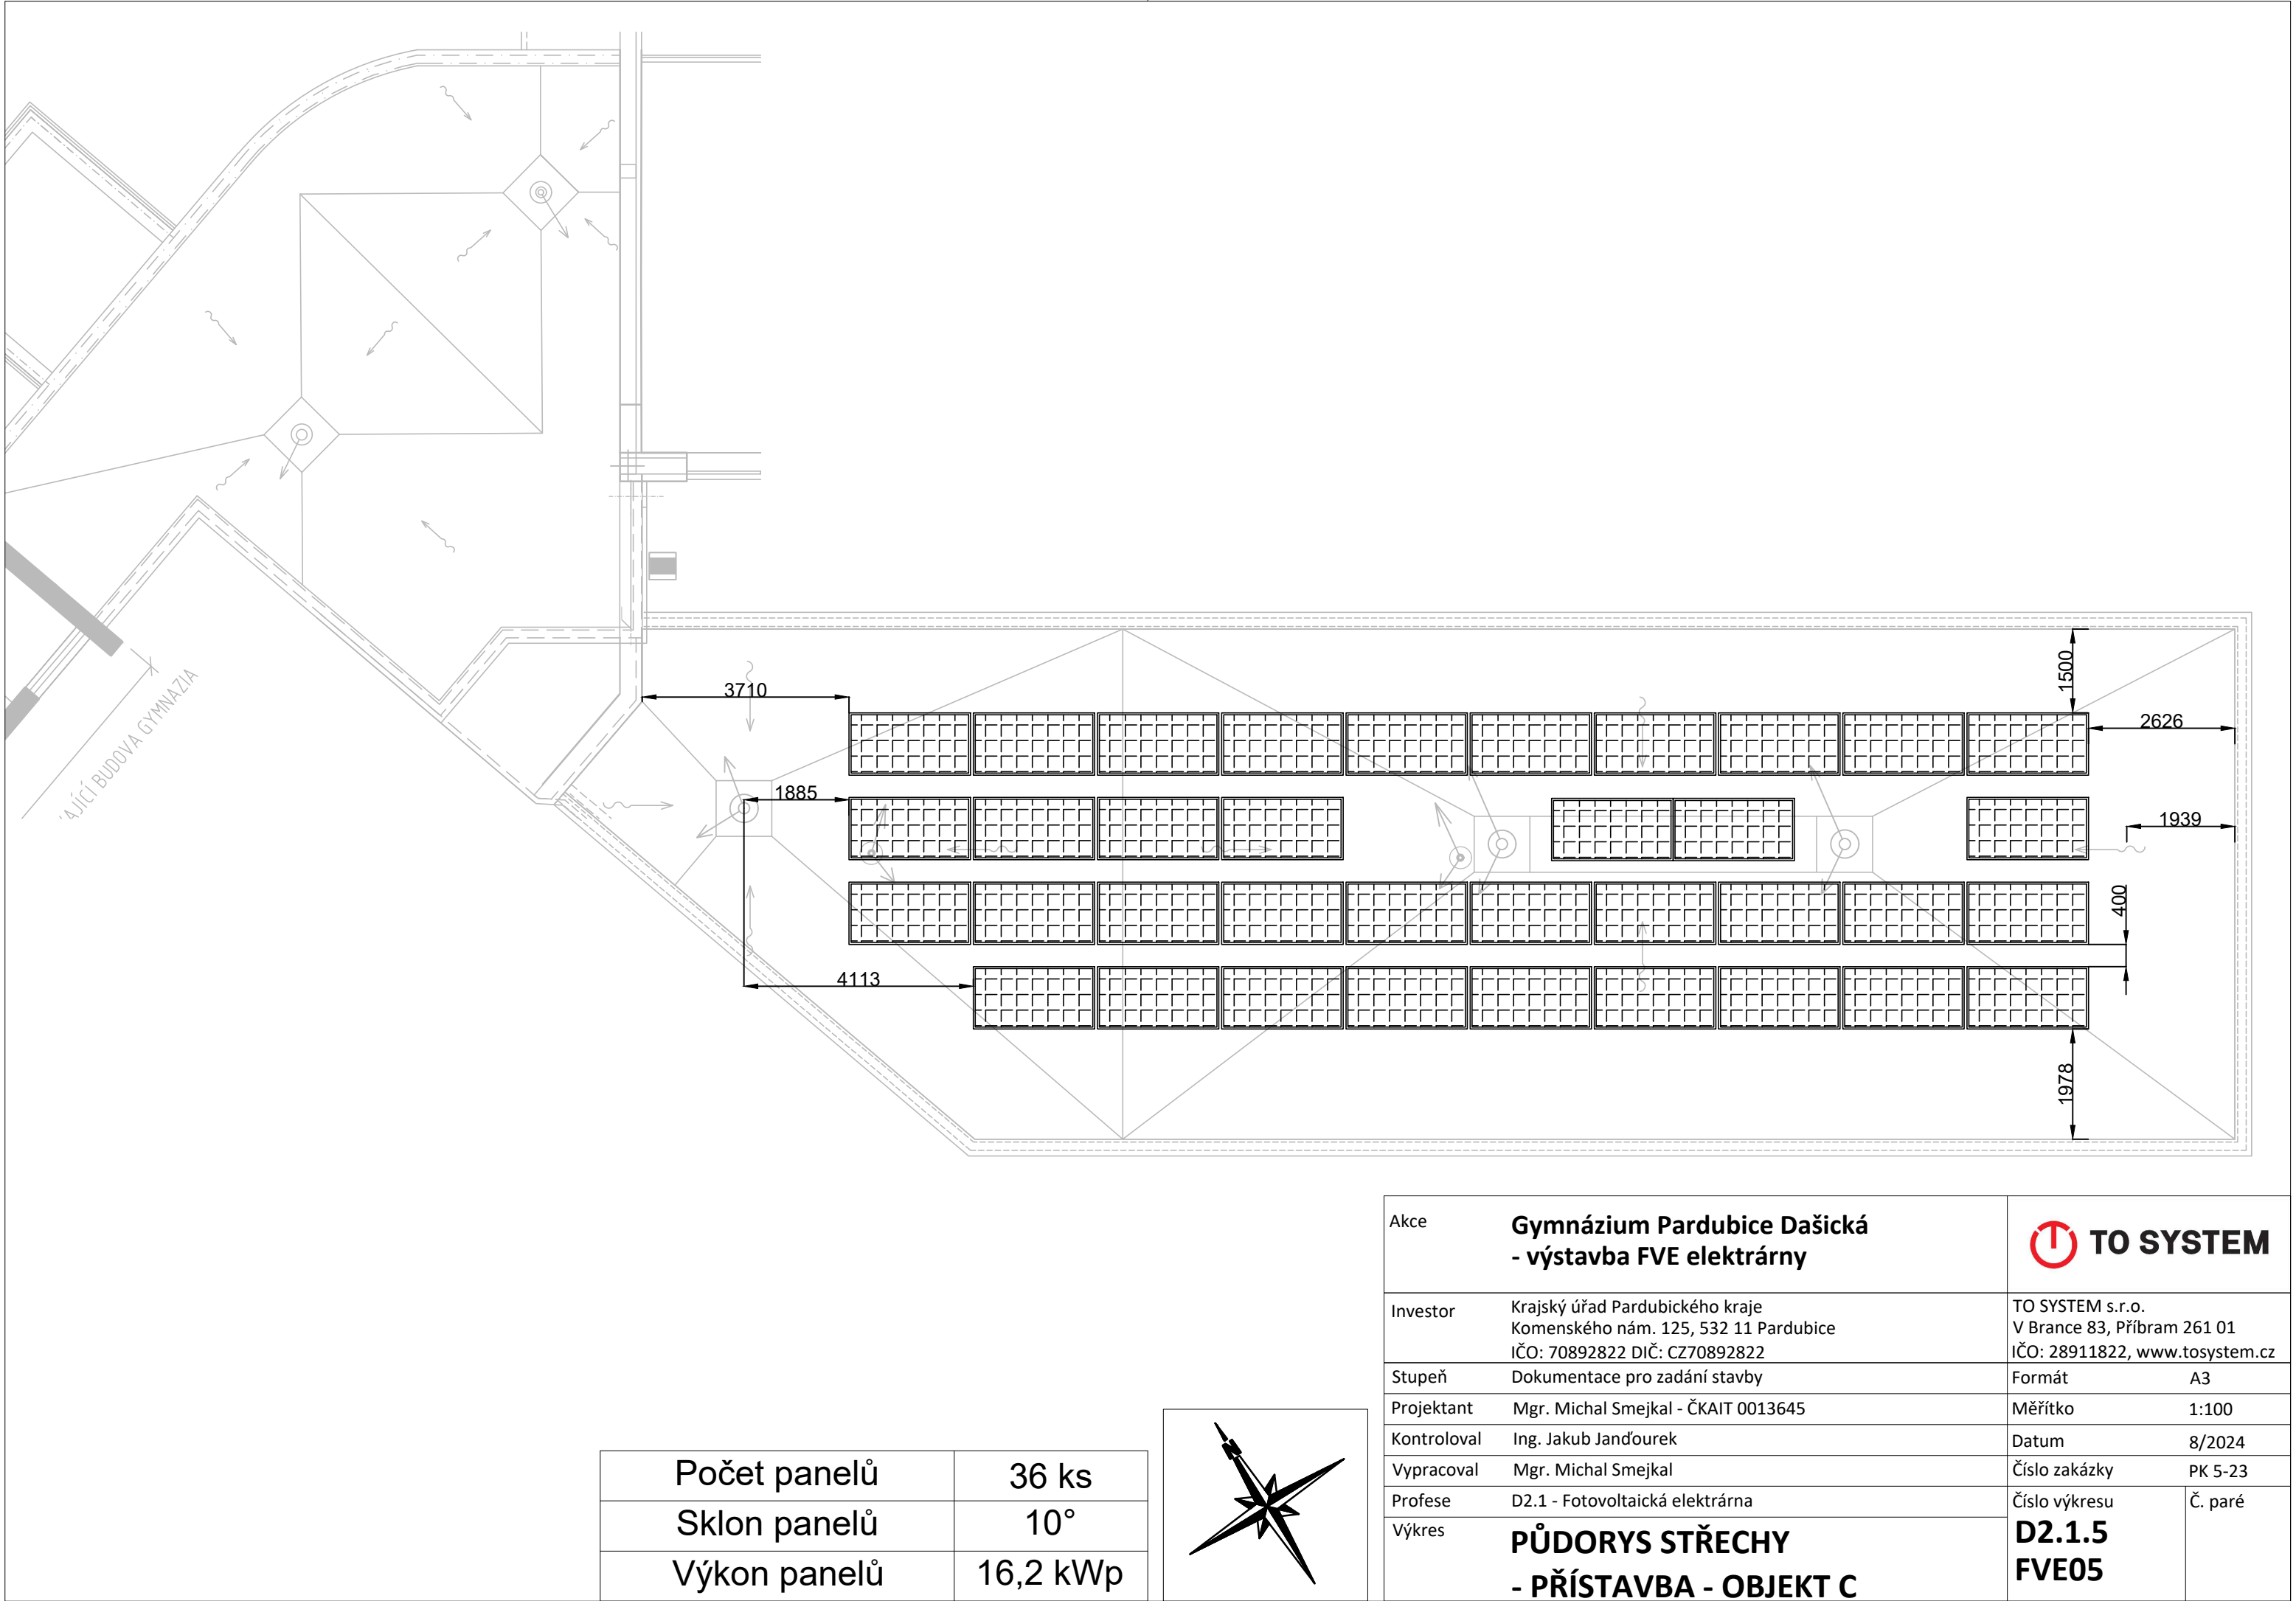 AJÍCÍ BUDOVA GYMNÁZIA
3710
1500
2626
1885
1939
400
4113
1978
Počet panelů 36 ks
Sklon panelů 10°
Výkon panelů 16,2 kWp
Akce Gymnázium Pardubice Dašická
- výstavba FVE elektrárny
TO SYSTEM
Investor Krajský úřad Pardubického kraje
Komenského nám. 125, 532 11 Pardubice
IČO: 70892822 DIČ: CZ70892822
TO SYSTEM s.r.o.
V Brance 83, Příbram 261 01
IČO: 28911822, www.tosystem.cz
Stupeň Dokumentace pro zadání stavby
Formát A3
Projektant Mgr. Michal Smejkal - ČKAIT 0013645
Měřítko 1:100
Kontroloval Ing. Jakub Janďourek
Datum 8/2024
Vypracoval Mgr. Michal Smejkal
Číslo zakázky PK 5-23
Profese D2.1 - Fotovoltaická elektrárna
Číslo výkresu Č. paré
Výkres PŮDORYS STŘECHY
- PŘÍSTAVBA - OBJEKT C
D2.1.5
FVE05